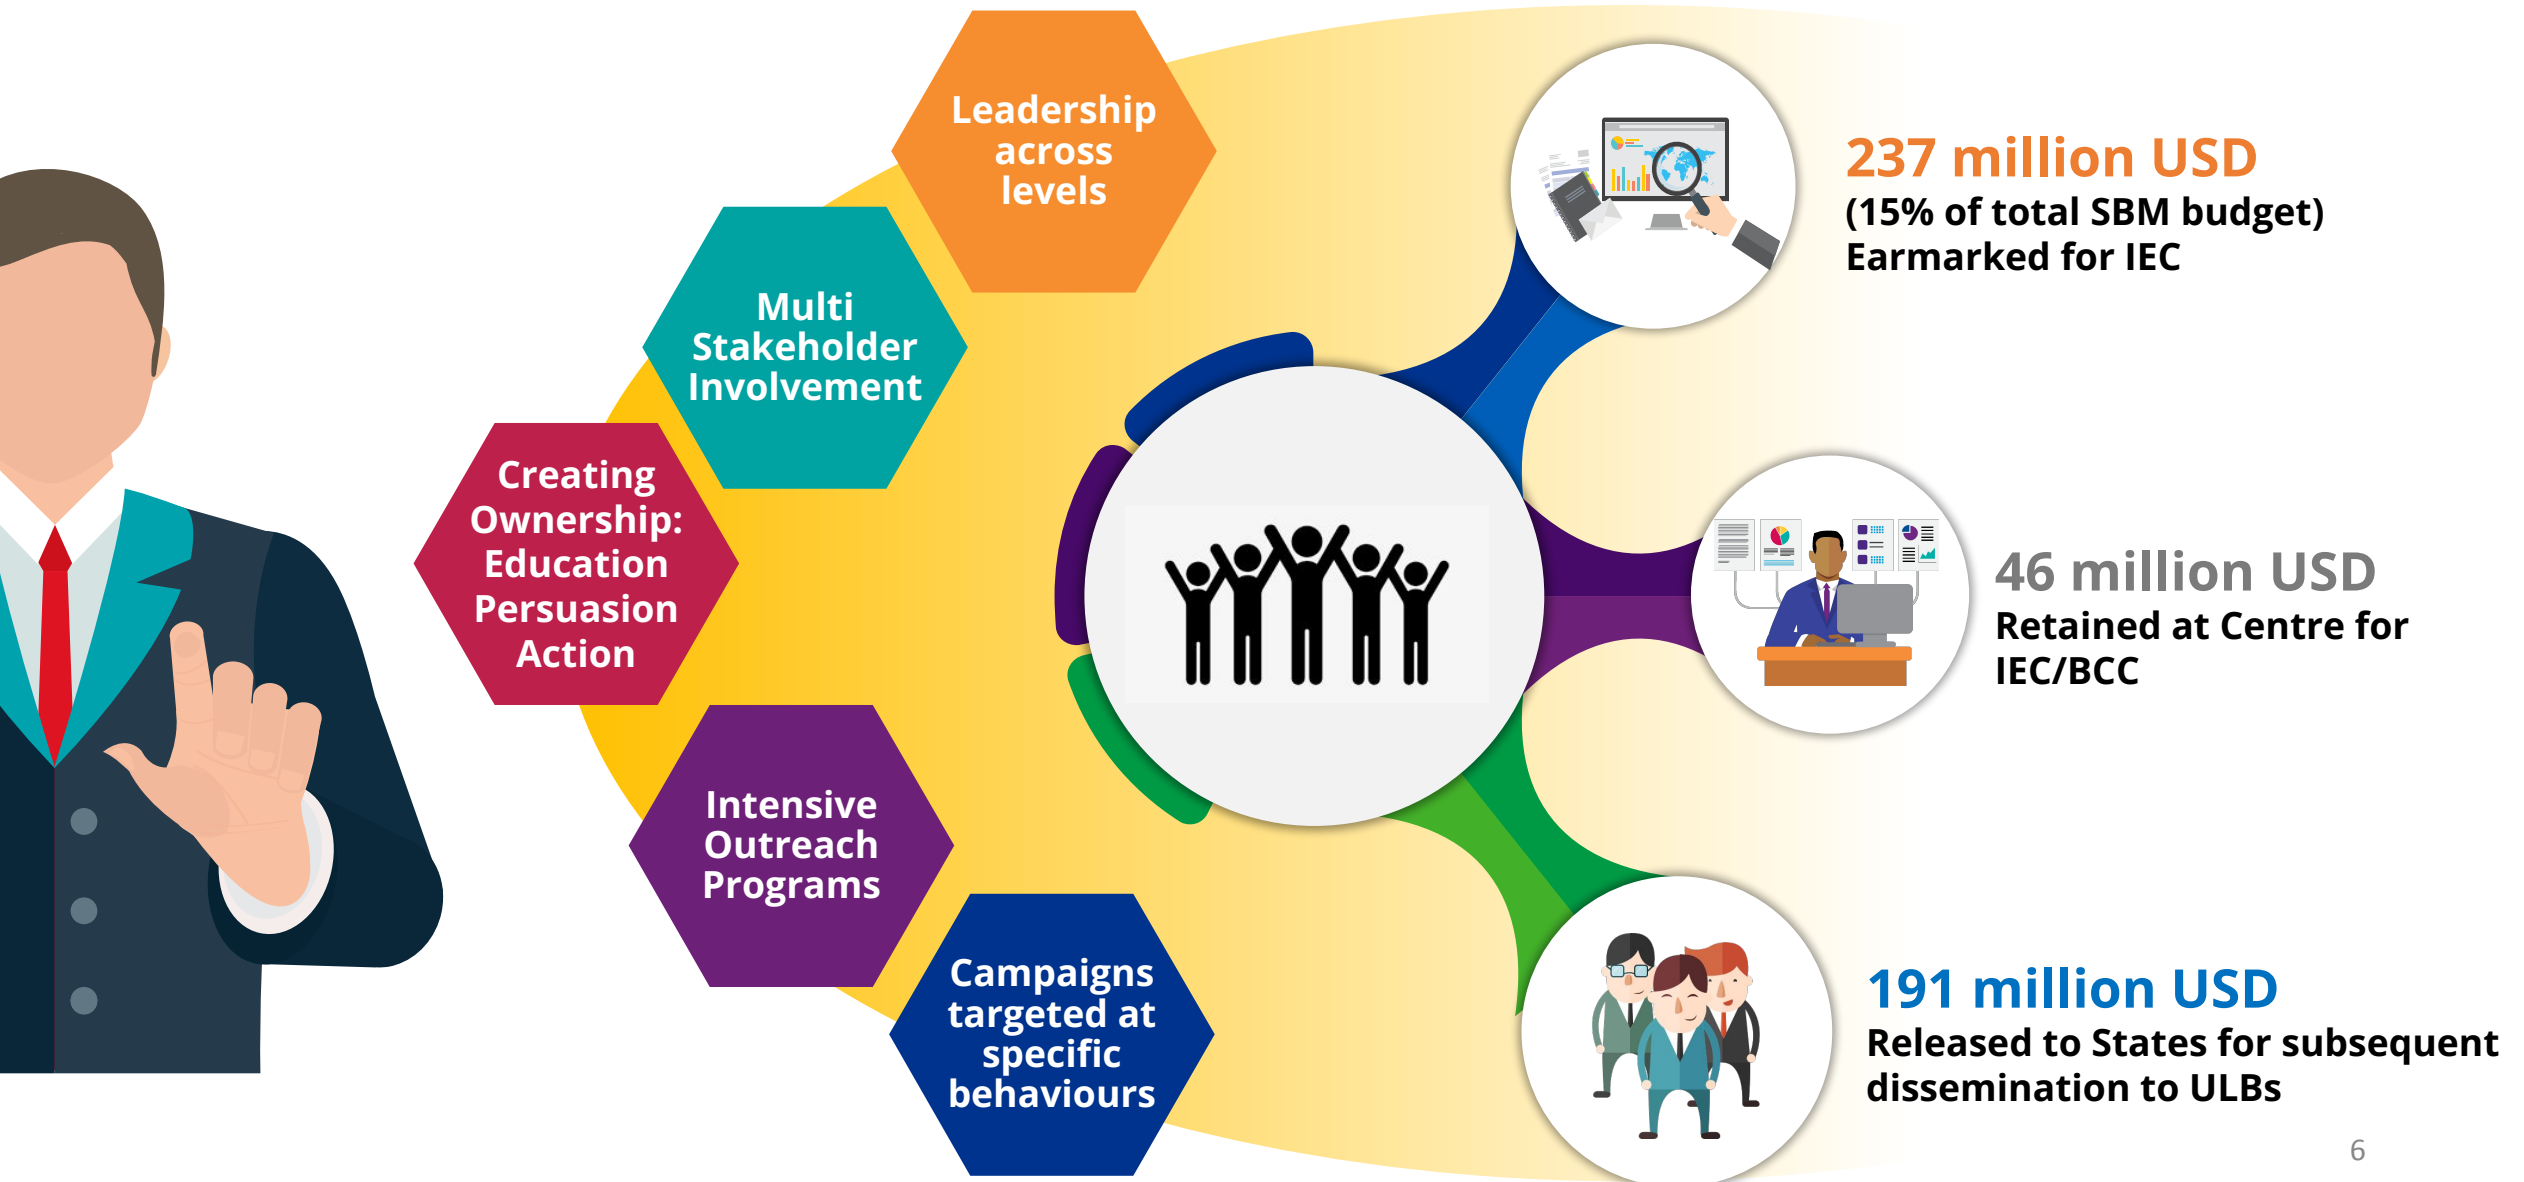 Leadership
across
levels
Multi
Stakeholder
Involvement
Creating
Ownership:
Education
Persuasion
Action
Intensive
Outreach
Programs
Campaigns
targeted at
specific
behaviours
237 million USD
(15% of total SBM budget)
Earmarked for IEC
46 million USD
Retained at Centre for
IEC/BCC
191 million USD
Released to States for subsequent
dissemination to ULBs
6